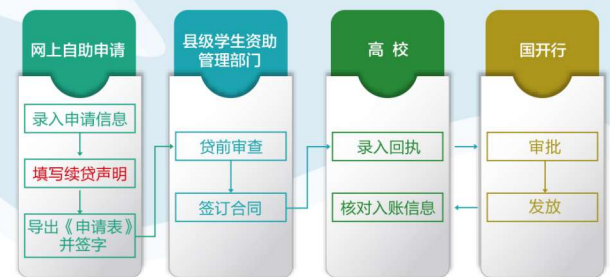 网上自助申请
录入申请信息
填写续贷声明
导出《申请表》
并签字
县级学生资助
管理部门
贷前审查
签订合同
高校
录入回执
核对入账信息
国开行
审批
发放